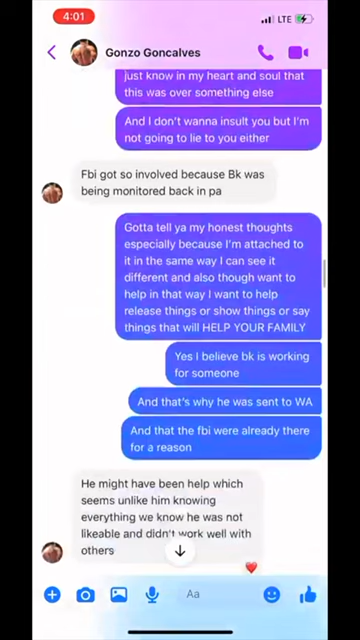 4:01
LTE
Gonzo Goncalves
just know in my heart and soul that
this was over something else
And I don't wanna insult you but I'm
not going to lie to you either
Fbi got so involved because Bk was
being monitored back in pa
Gotta tell ya my honest thoughts
especially because I'm attached to
it in the same way I can see it
different and also though want to
help in that way I want to help
release things or show things or say
things that will HELP YOUR FAMILY
Yes I believe bk is working
for someone
And that's why he was sent to WA
And that the fbi were already there
for a reason
He might have been help which
seems unlike him knowing
everything we know he was not
likeable and didn't work well with
others
Aa